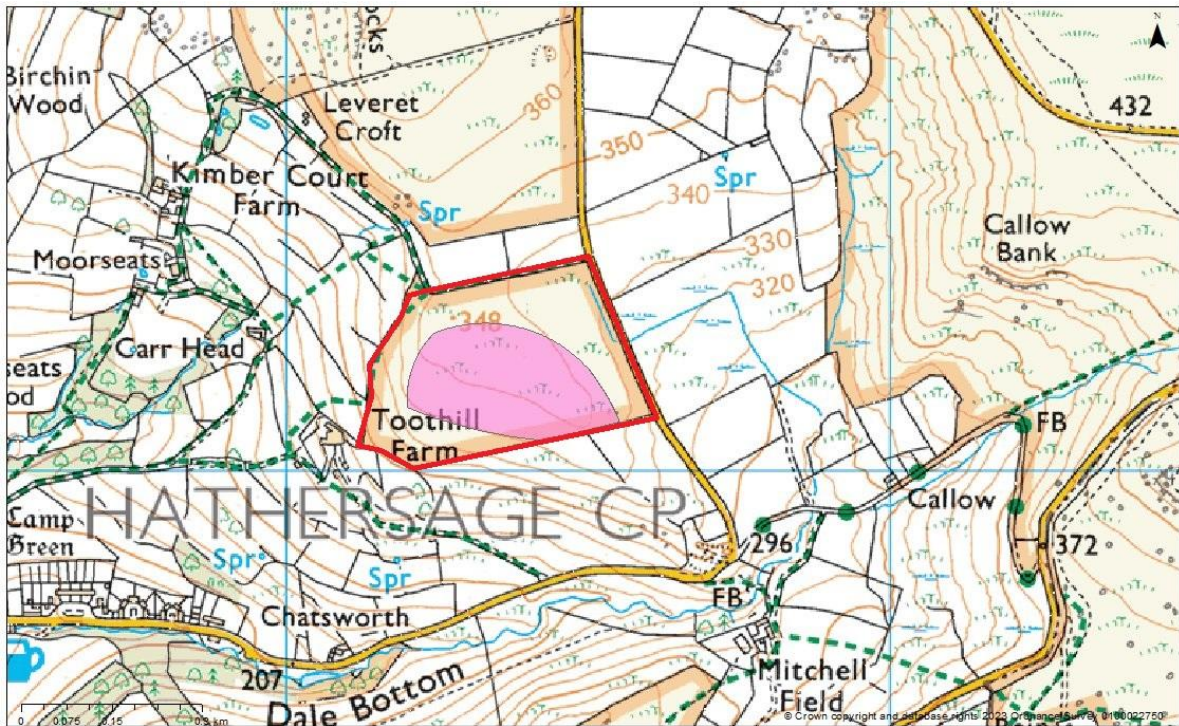 ocks
N
Birchin
Wood
Leveret
Croft
360
432
350
Kimber Court
Farm
Spr
340
Spr
330
320
Callow
Bank
Moorseats
348
Carr Head
seats
od
Toothill
Farm
FB
HATHERSAGE CP
Callow
Camp
Green
Spr
Spr
296
372
FB
Chatsworth
Mitchell
Field
207
Dale Bottom
0 0.075 0.15 0.3 km
© Crown copyright and database rights 2023 Ordnance Survey 0100022750